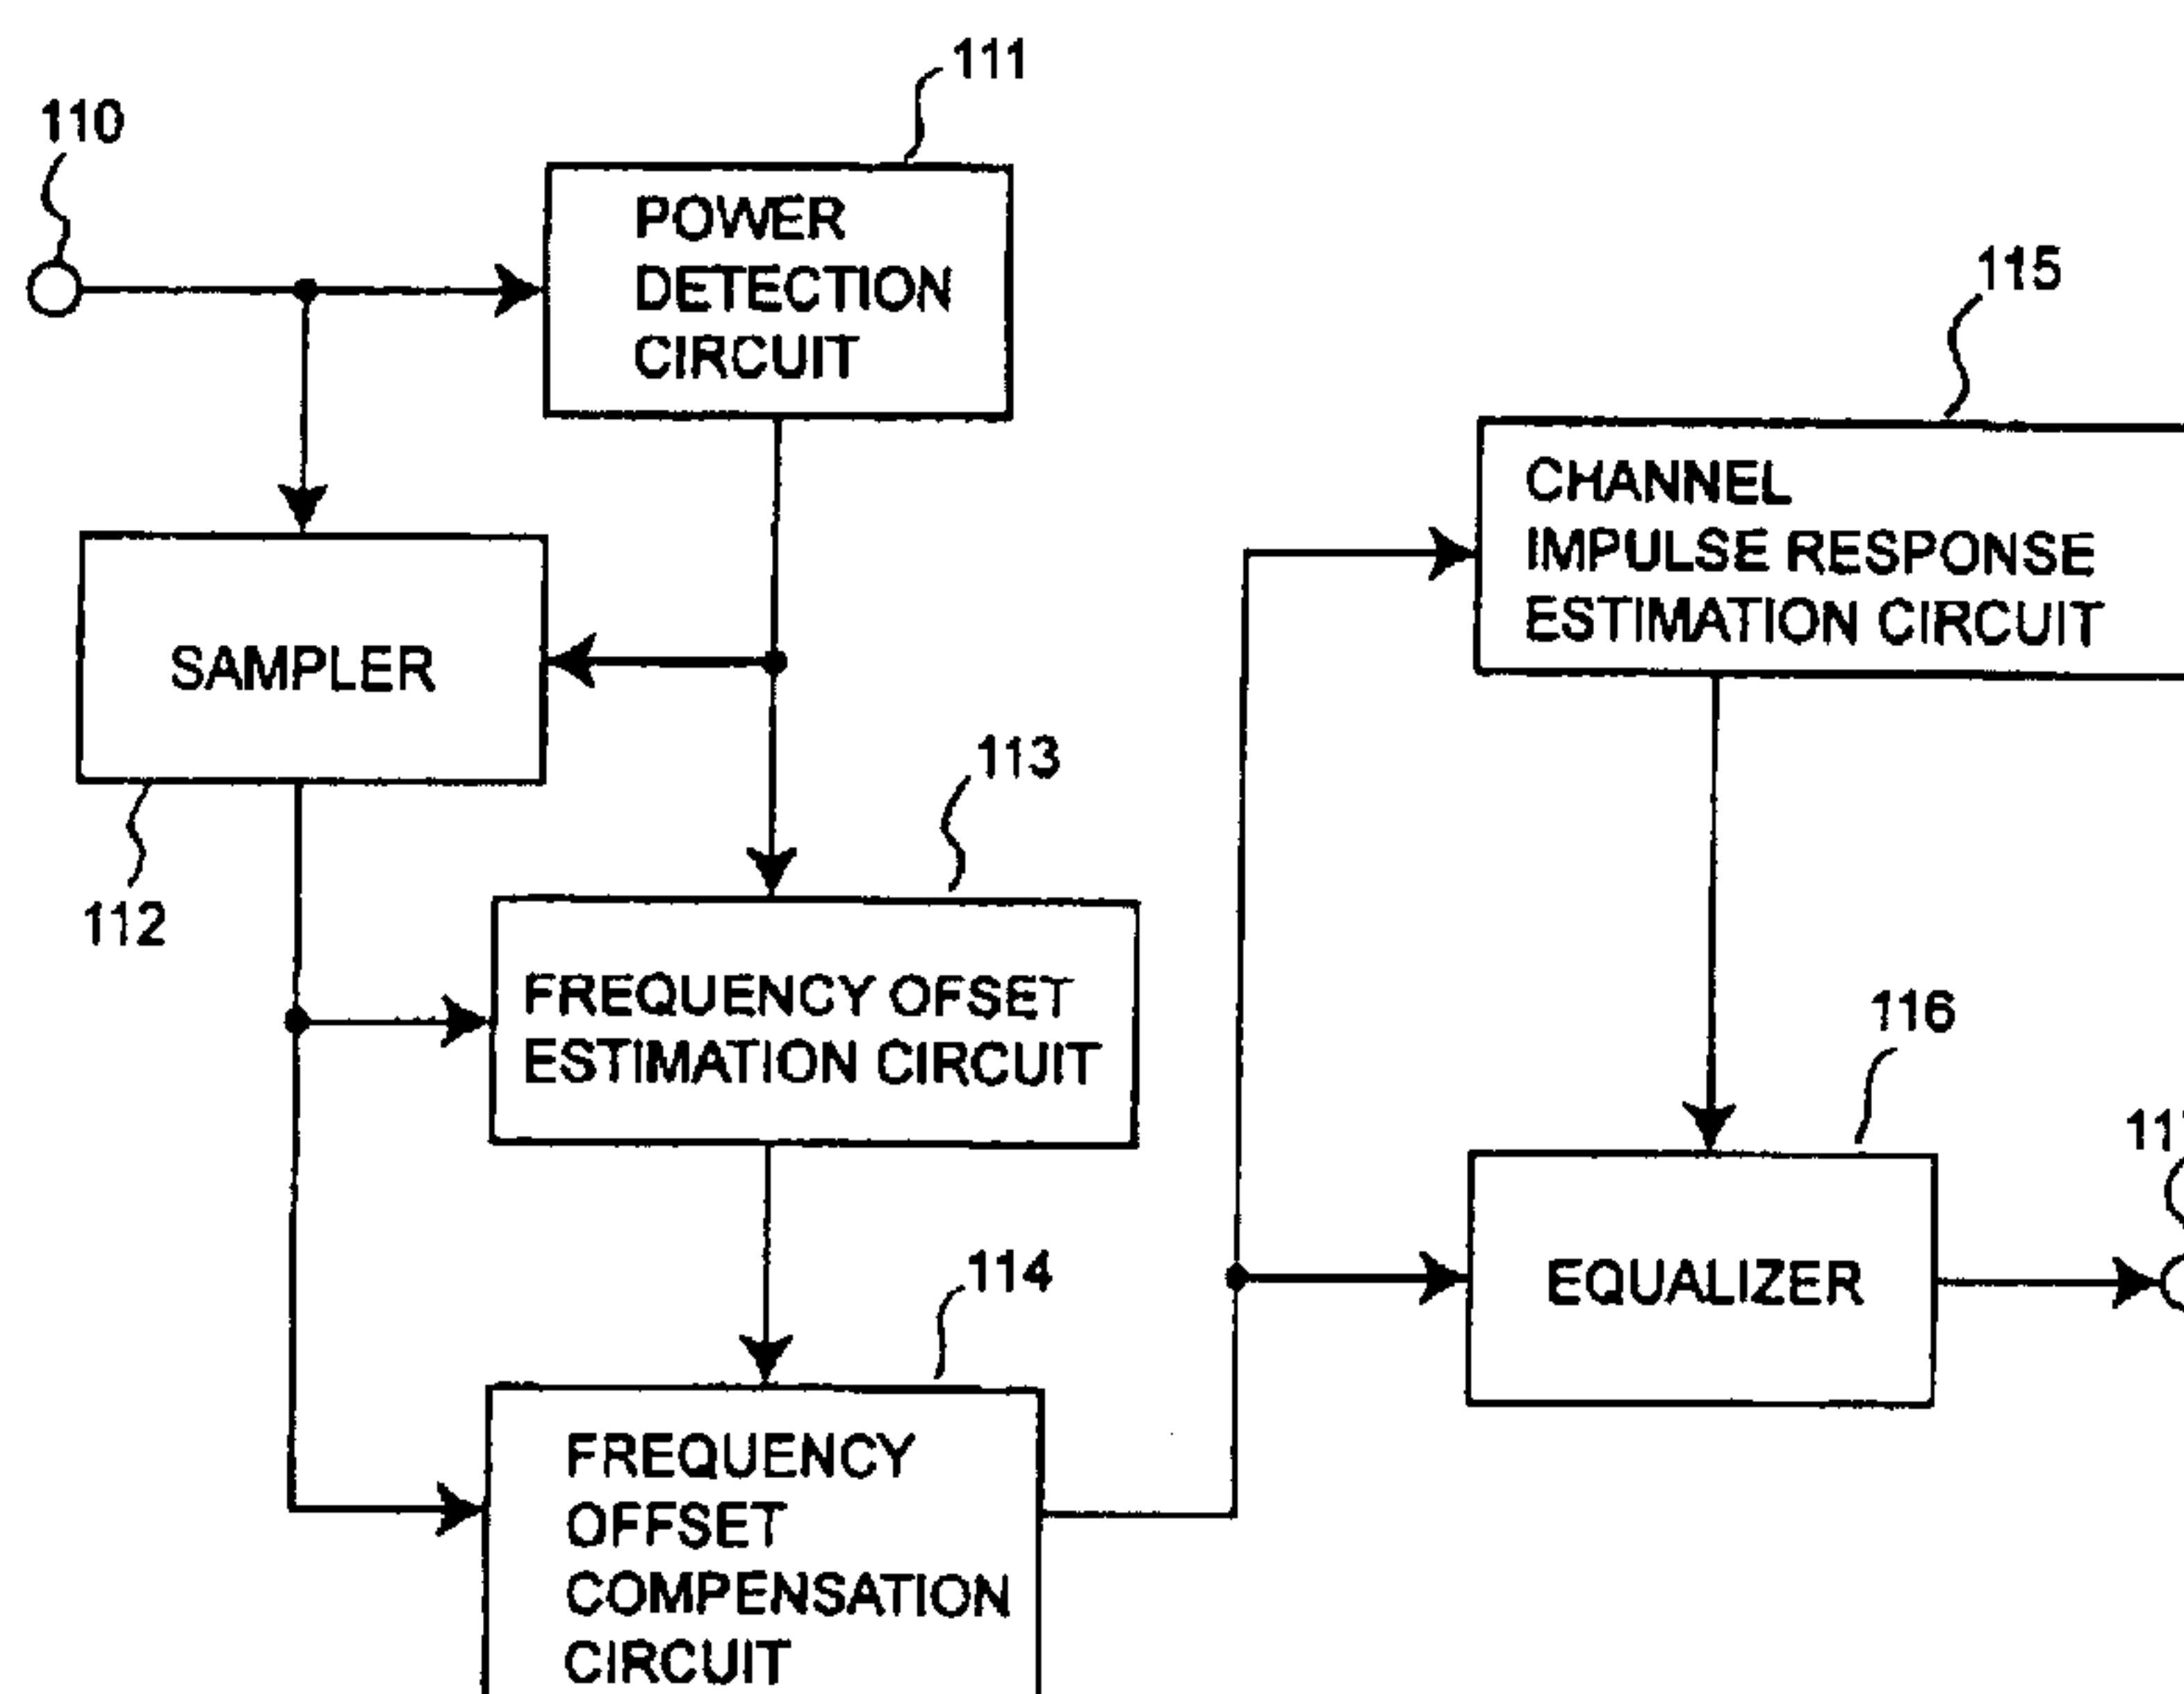 111
110
POWER
DETECTION
CIRCUIT
115
CHANNEL
IMPULSE RESPONSE
ESTIMATION CIRCUIT
SAMPLER
113
112
FREQUENCY OFSET
ESTIMATION CIRCUIT
116
114
EQUALIZER
FREQUENCY
OFFSET
COMPENSATION
CIRCUIT